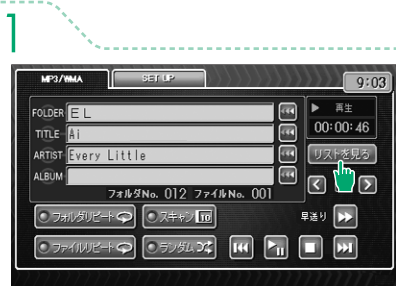 1
MP3/WMA SET UP 9:03
FOLDER EL
▶ 再生
TITLE Ai
00:00:46
ARTIST Every Little
リストを見る
ALBUM
フォルダNo. 012 ファイルNo. 001
フォルダリピート スキャン 10 早送り
ファイルリピート ランダム